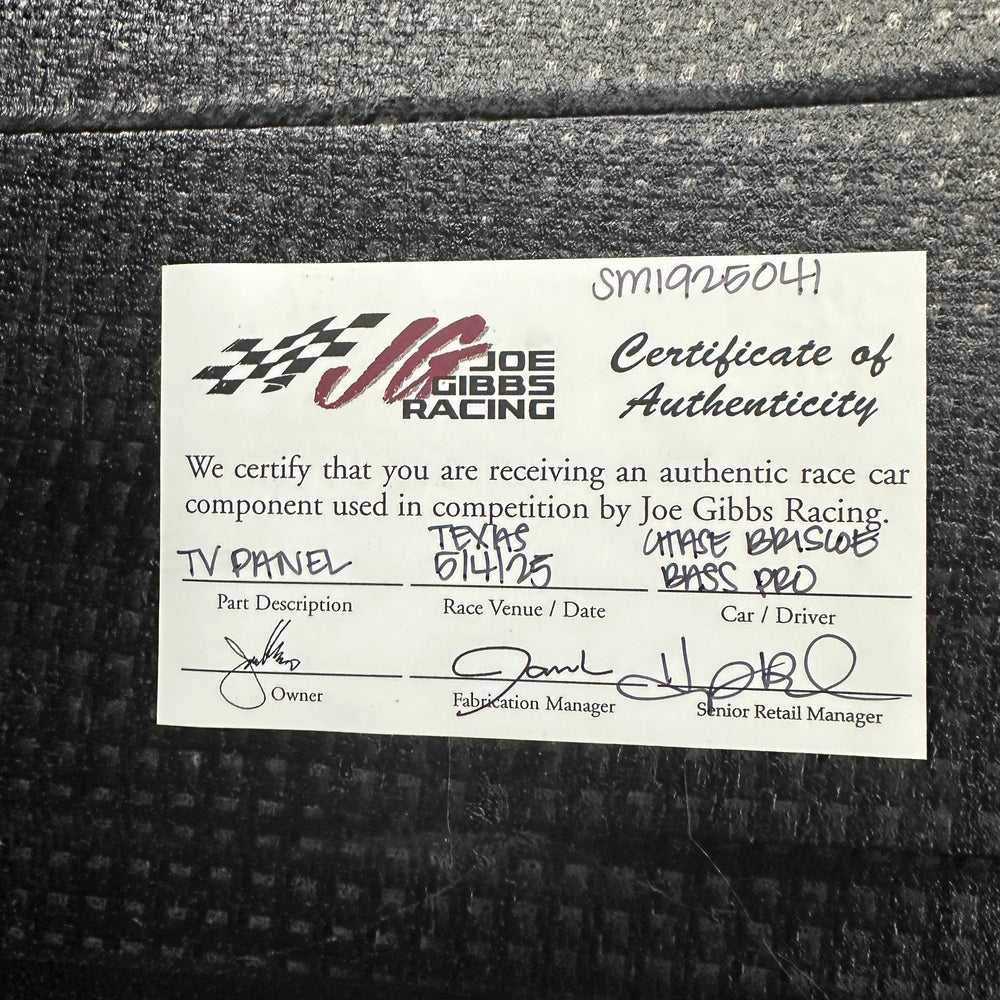 SM1925041
JG JOE
GIBBS
RACING
Certificate of
Authenticity
We certify that you are receiving an authentic race car
component used in competition by Joe Gibbs Racing.
TV PANEL
TEXAS
5/4/25
CHASE BRISCOE
BASS PRO
Part Description
Race Venue / Date
Car / Driver
Owner
Fabrication Manager
Senior Retail Manager